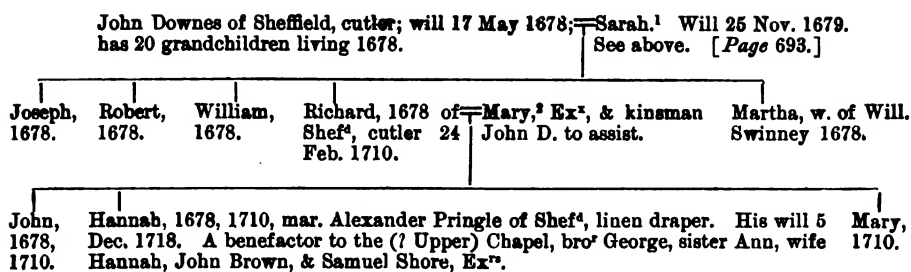 John Downes of Sheffield, cutler; will 17 May 1678; Sarah.¹ Will 25 Nov. 1679.
has 20 grandchildren living 1678. See above. [Page 693.]
Joseph, Robert, William, Richard, 1678 of Mary,² Exˣ, & kinsman Martha, w. of Will.
1678. 1678. 1678. Shefᵈ, cutler 24 John D. to assist. Swinney 1678.
Feb. 1710.
John, Hannah, 1678, 1710, mar. Alexander Pringle of Shefᵈ, linen draper. His will 5 Mary,
1678, Dec. 1718. A benefactor to the (? Upper) Chapel, broʳ George, sister Ann, wife 1710.
1710. Hannah, John Brown, & Samuel Shore, Exʳˢ.